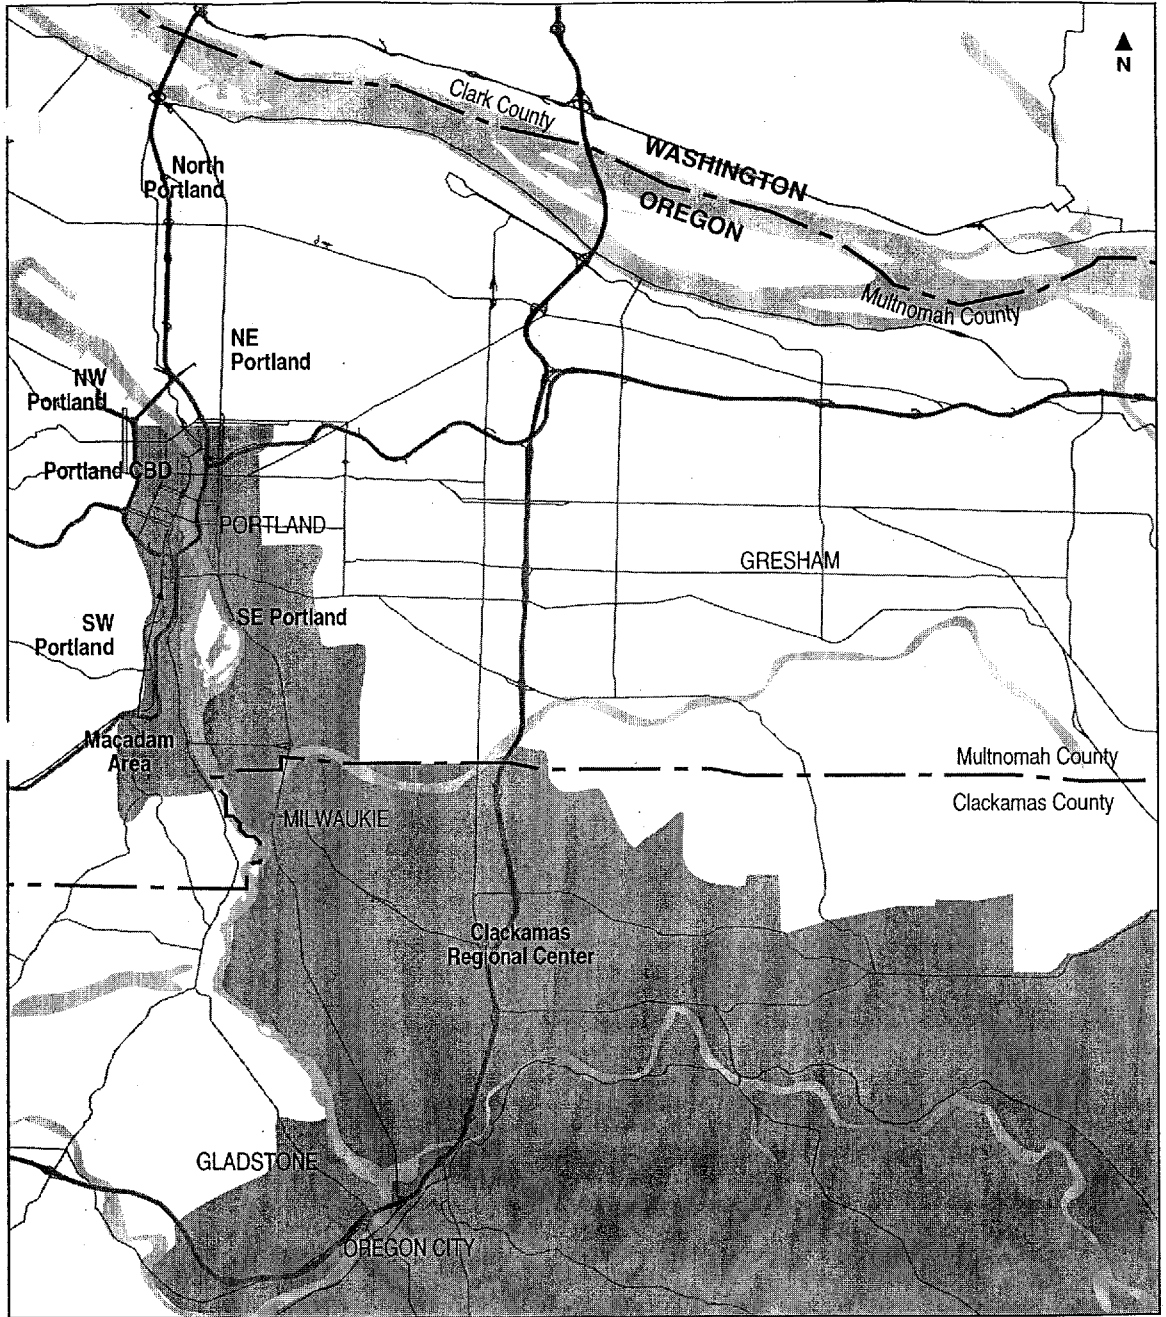 N
Clark County
WASHINGTON
OREGON
North
Portland
Multnomah County
NE
Portland
NW
Portland
Portland CBD
PORTLAND
GRESHAM
SW
Portland
SE Portland
Macadam
Area
Multnomah County
Clackamas County
MILWAUKIE
Clackamas
Regional Center
GLADSTONE
OREGON CITY